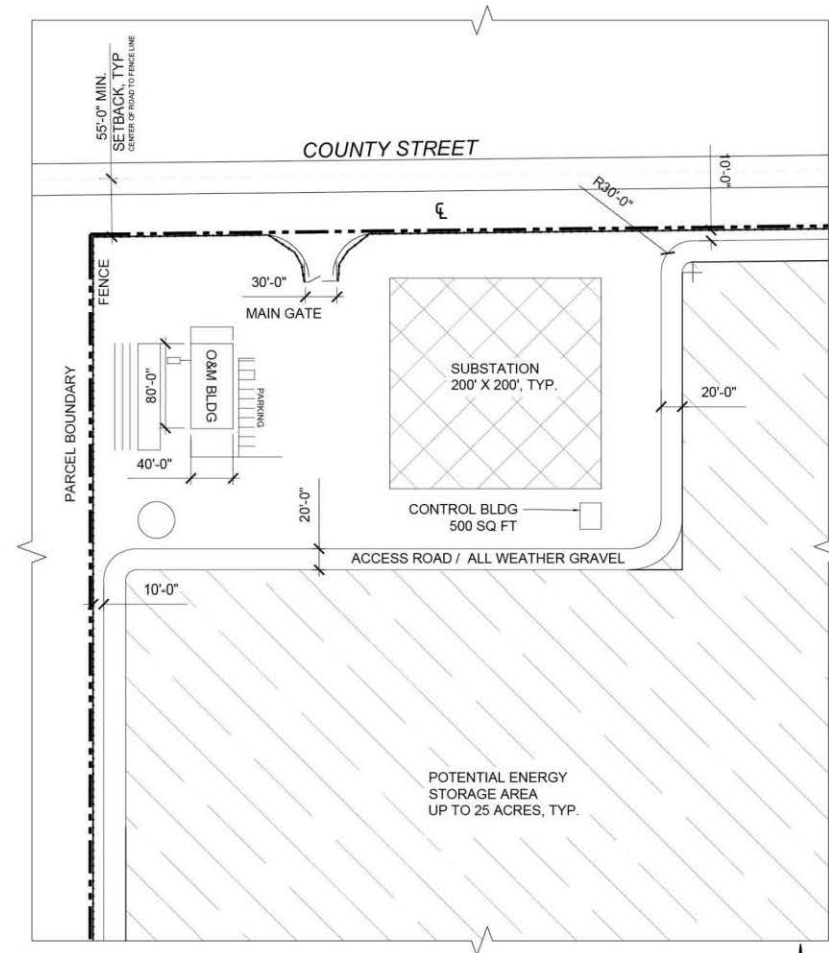 55'-0" MIN.
SETBACK, TYP
CENTER OF ROAD TO FENCE LINE
COUNTY STREET
10'-0"
R30'-0"
℄
FENCE
30'-0"
MAIN GATE
SUBSTATION
200' X 200', TYP.
O&M BLDG
80'-0"
PARKING
20'-0"
PARCEL BOUNDARY
40'-0"
20'-0"
CONTROL BLDG
500 SQ FT
ACCESS ROAD / ALL WEATHER GRAVEL
10'-0"
POTENTIAL ENERGY
STORAGE AREA
UP TO 25 ACRES, TYP.